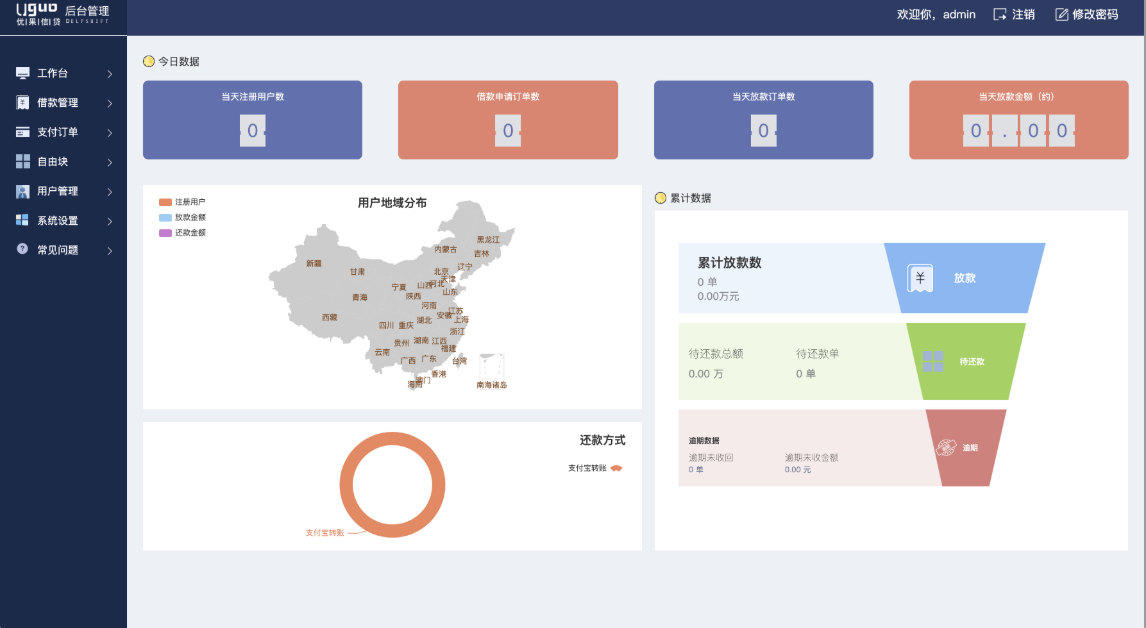 Uguo 后台管理
优|果|信|贷 DELPSHIFT
欢迎你，admin 注销 修改密码
工作台
借款管理
支付订单
自由块
用户管理
系统设置
常见问题
今日数据
当天注册用户数
0
借款申请订单数
0
当天放款订单数
0
当天放款金额（约）
0.00
注册用户
放款金额
还款金额
用户地域分布
黑龙江
内蒙古
吉林
新疆
甘肃
北京
辽宁
天津
宁夏
山西
河北
陕西
山东
青海
河南
西藏
江苏
安徽
上海
四川
重庆
湖北
浙江
贵州
湖南
江西
福建
云南
广西
广东
台湾
香港
澳门
海南
南海诸岛
还款方式
支付宝转账
支付宝转账
累计数据
累计放款数
0 单
0.00万元
放款
待还款总额 待还款单
0.00 万 0 单
待还款
逾期数据
逾期未收回 逾期未收金额
0 单 0.00 元
逾期